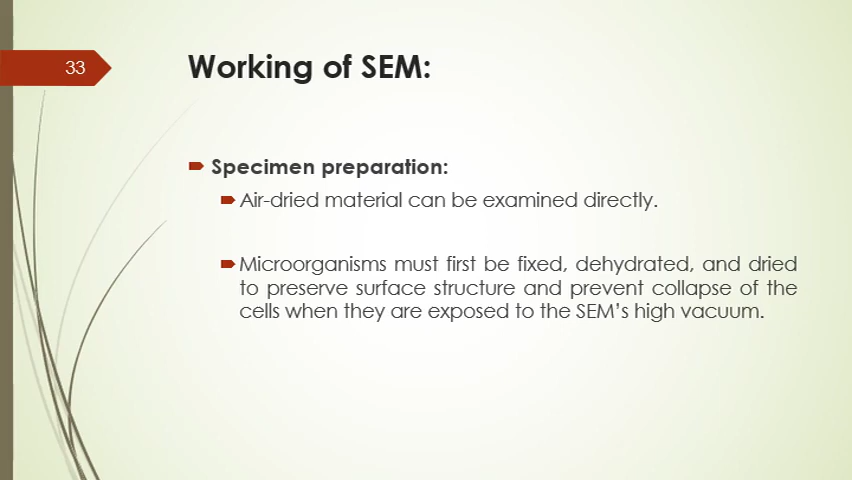 33
Working of SEM:
Specimen preparation:
Air-dried material can be examined directly.
Microorganisms must first be fixed, dehydrated, and dried
to preserve surface structure and prevent collapse of the
cells when they are exposed to the SEM’s high vacuum.